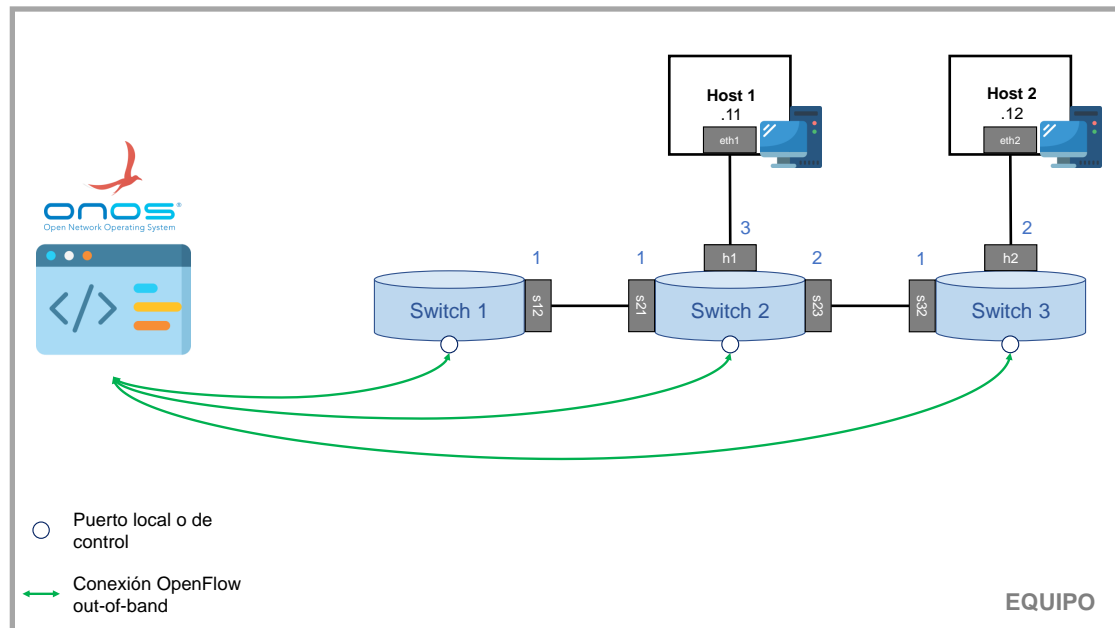 Host 1
.11
eth1
Host 2
.12
eth2
onos®
Open Network Operating System
</>
3
2
1
1
2
1
h1
h2
s12
s21
s23
s32
Switch 1
Switch 2
Switch 3
Puerto local o de
control
Conexión OpenFlow
out-of-band
EQUIPO